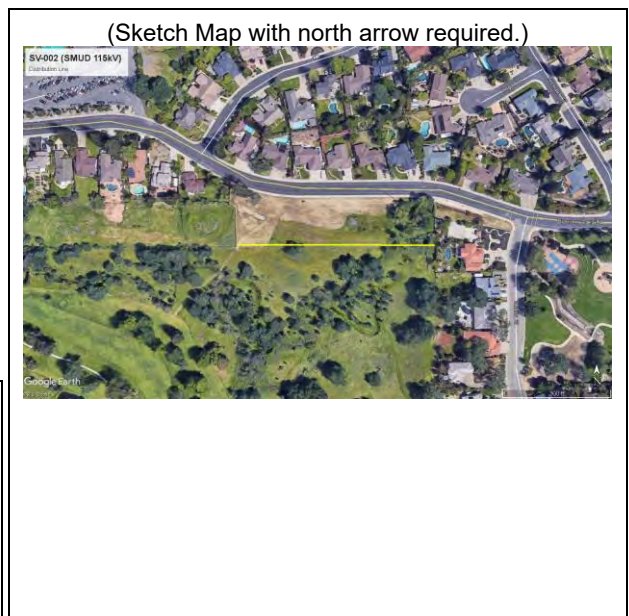 (Sketch Map with north arrow required.)
SV-002 (SMUD 115kV)
Distribution Line
Google Earth